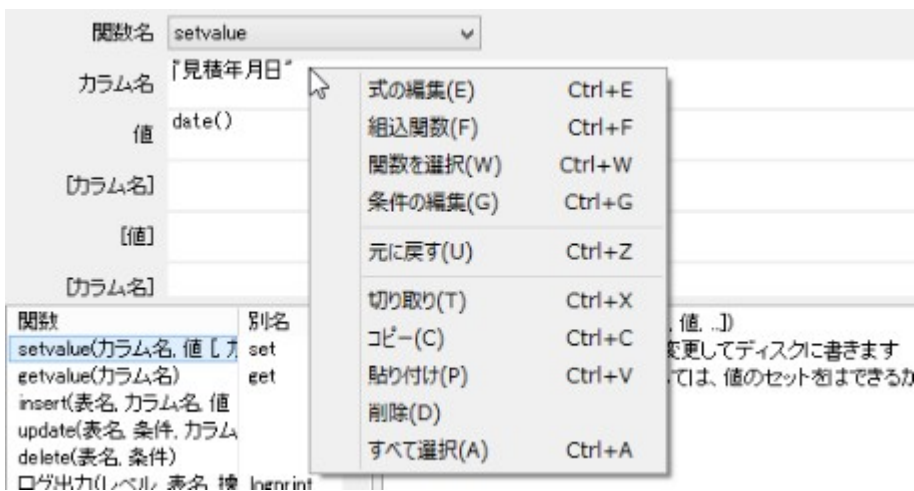 関数名 setvalue
カラム名 "見積年月日"
値 date()
[カラム名]
[値]
[カラム名]
式の編集(E) Ctrl+E
組込関数(F) Ctrl+F
関数を選択(W) Ctrl+W
条件の編集(G) Ctrl+G
元に戻す(U) Ctrl+Z
切り取り(T) Ctrl+X
コピー(C) Ctrl+C
貼り付け(P) Ctrl+V
削除(D)
すべて選択(A) Ctrl+A
関数 別名
setvalue(カラム名, 値 [, カ set
getvalue(カラム名) get
insert(表名, カラム名, 値
update(表名, 条件, カラム
delete(表名, 条件)
ログ出力(レベル, 表名, 操 logprint
, 値, ..])
変更してディスクに書きます
ては、値のセットをはできるか